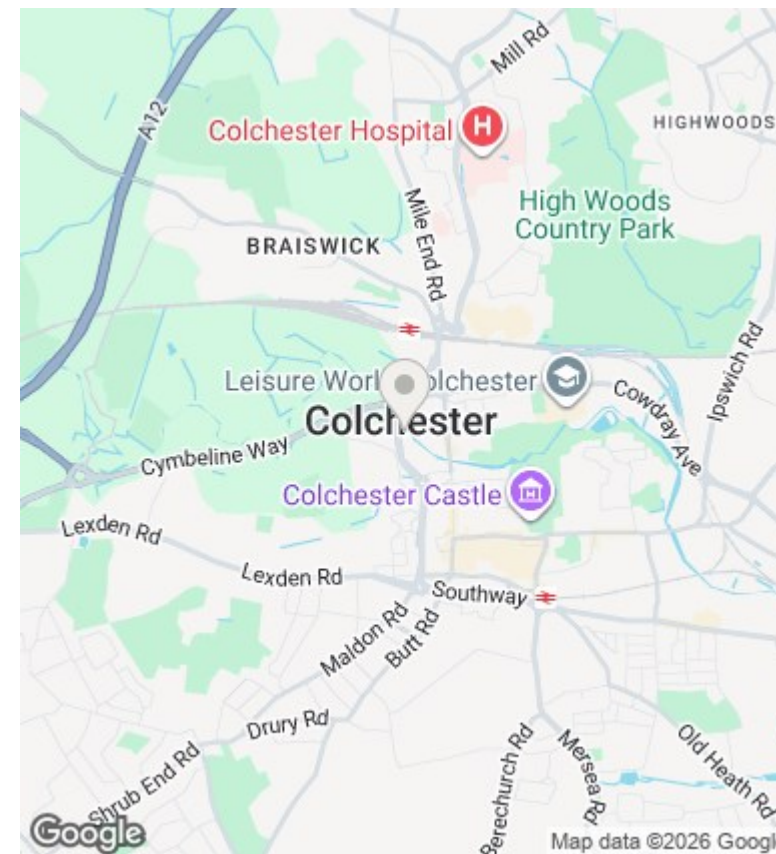 Mill Rd
A12
Colchester Hospital
H
HIGHWOODS
High Woods
Country Park
Mile End Rd
BRAISWICK
Ipswich Rd
Leisure World Colchester
Cowdray Ave
Colchester
Cymbeline Way
Colchester Castle
Lexden Rd
Lexden Rd
Southway
Maldon Rd
Butt Rd
Drury Rd
Shrub End Rd
Berechurch Rd
Mersea Rd
Old Heath Rd
Google
Map data ©2026 Google